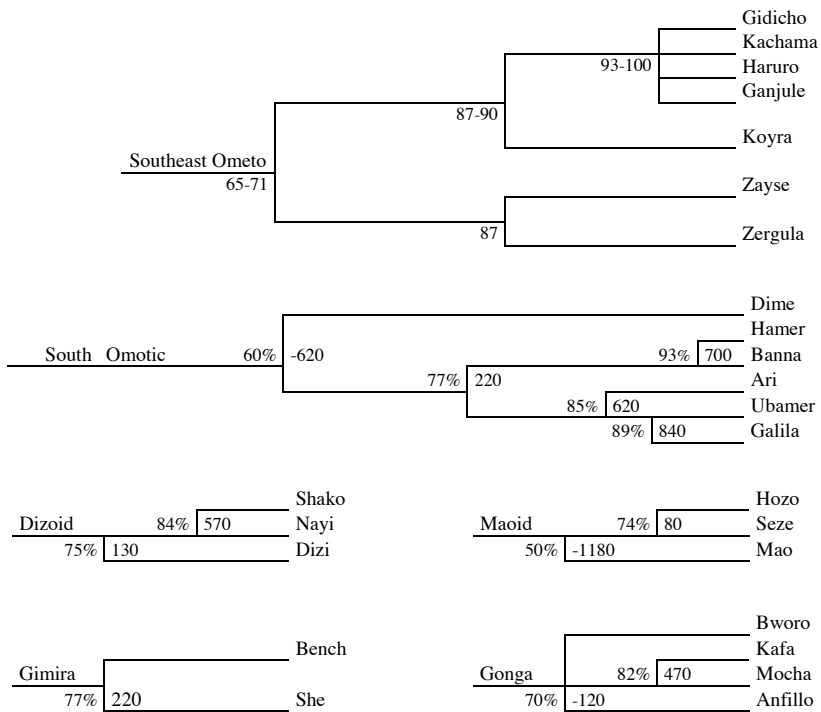 Gidicho
Kachama
93-100 Haruro
Ganjule
87-90
Koyra
Southeast Ometo
65-71 Zayse
87 Zergula
Dime
Hamer
South Omotic 60% -620 93% 700 Banna
77% 220 Ari
85% 620 Ubamer
89% 840 Galila
Shako
Dizoid 84% 570 Nayi
75% 130 Dizi
Hozo
Maoid 74% 80 Seze
50% -1180 Mao
Bench
Gimira
77% 220 She
Bworo
Kafa
Gonga 82% 470 Mocha
70% -120 Anfillo